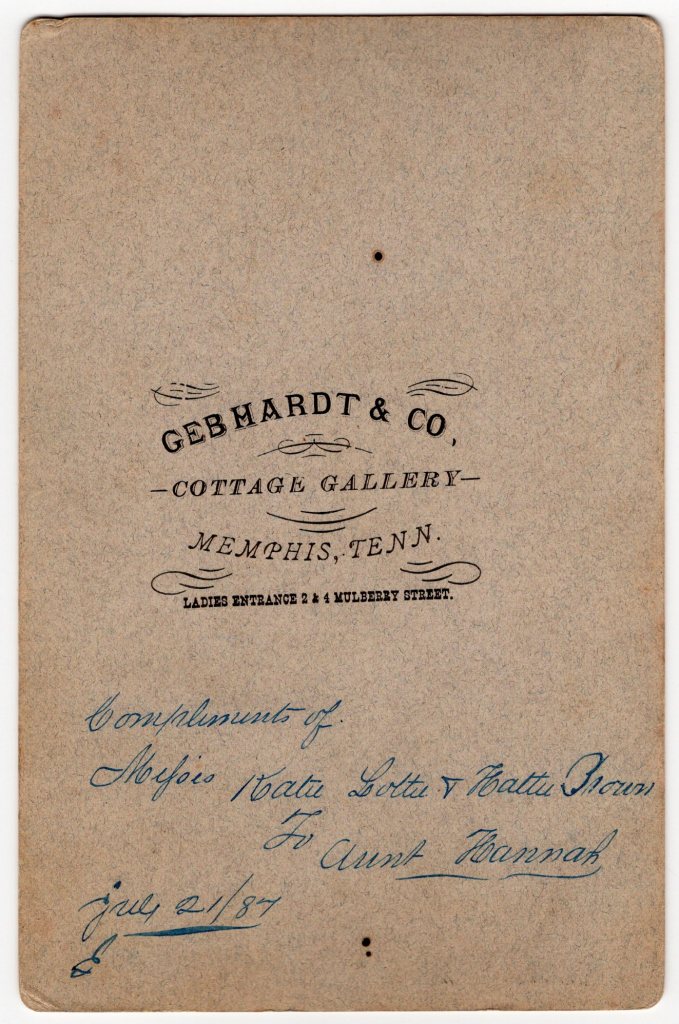 GEBHARDT & CO,
—COTTAGE GALLERY—
MEMPHIS, TENN.
LADIES ENTRANCE 2 & 4 MULBERRY STREET.
Compliments of.
Misses Katie Lottie & Hattie Brown
To
Aunt Hannah
July 21/87
E